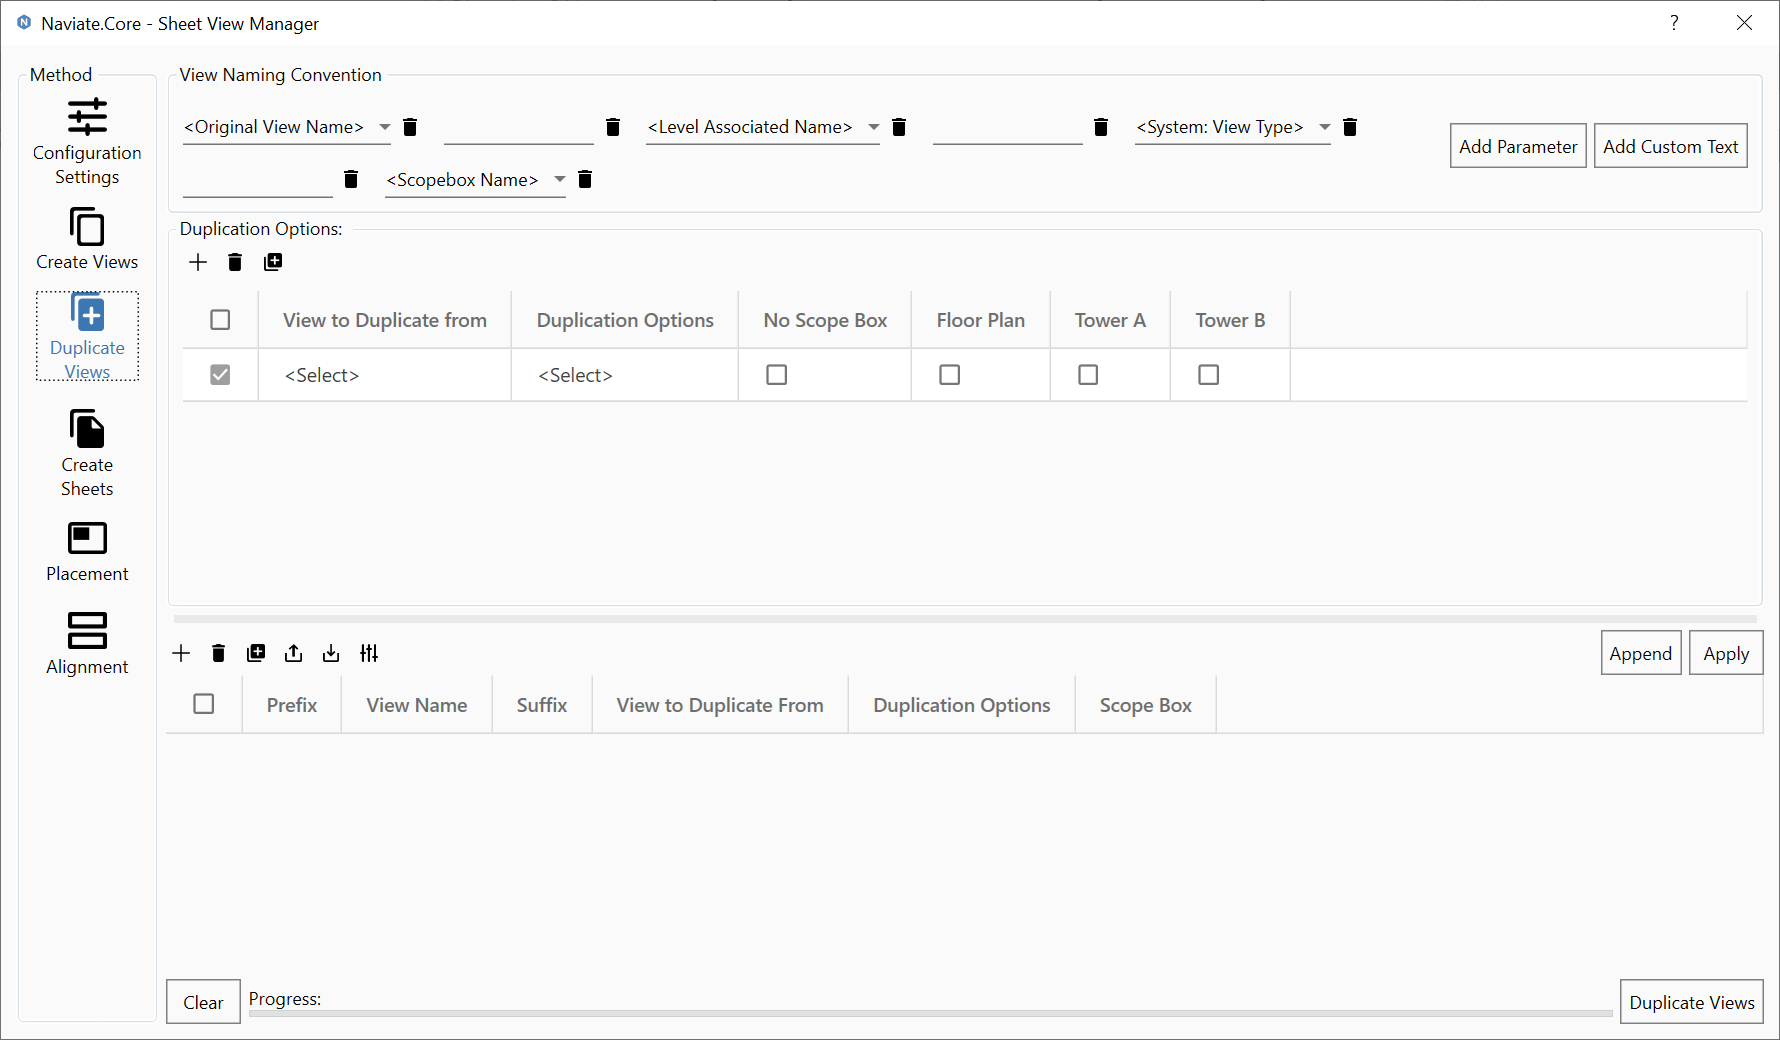 Naviate.Core - Sheet View Manager
?
Method
Configuration
Settings
Create Views
Duplicate
Views
Create
Sheets
Placement
Alignment
View Naming Convention
<Original View Name>
<Level Associated Name>
<System: View Type>
<Scopebox Name>
Add Parameter
Add Custom Text
Duplication Options:
View to Duplicate from Duplication Options No Scope Box Floor Plan Tower A Tower B
<Select> <Select>
Append
Apply
Prefix View Name Suffix View to Duplicate From Duplication Options Scope Box
Clear
Progress:
Duplicate Views